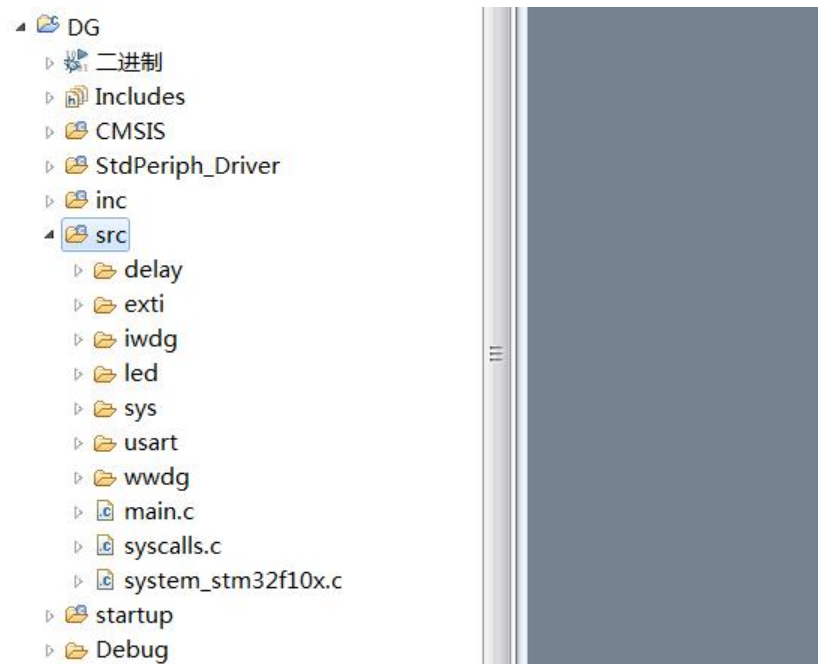 DG
二进制
Includes
CMSIS
StdPeriph_Driver
inc
src
delay
exti
iwdg
led
sys
usart
wwdg
main.c
syscalls.c
system_stm32f10x.c
startup
Debug